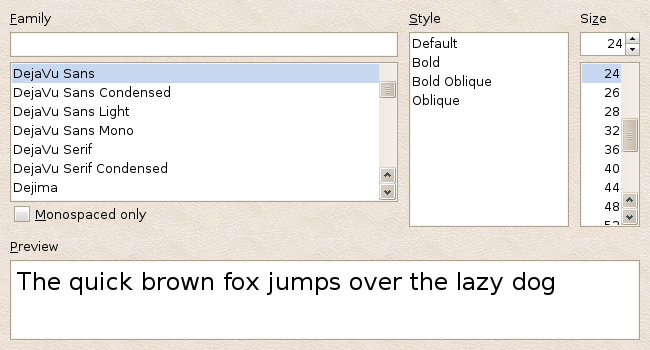 Family
DejaVu Sans
DejaVu Sans Condensed
DejaVu Sans Light
DejaVu Sans Mono
DejaVu Serif
DejaVu Serif Condensed
Dejima
Monospaced only
Style
Default
Bold
Bold Oblique
Oblique
Size
24
24
26
28
32
36
40
44
48
Preview
The quick brown fox jumps over the lazy dog